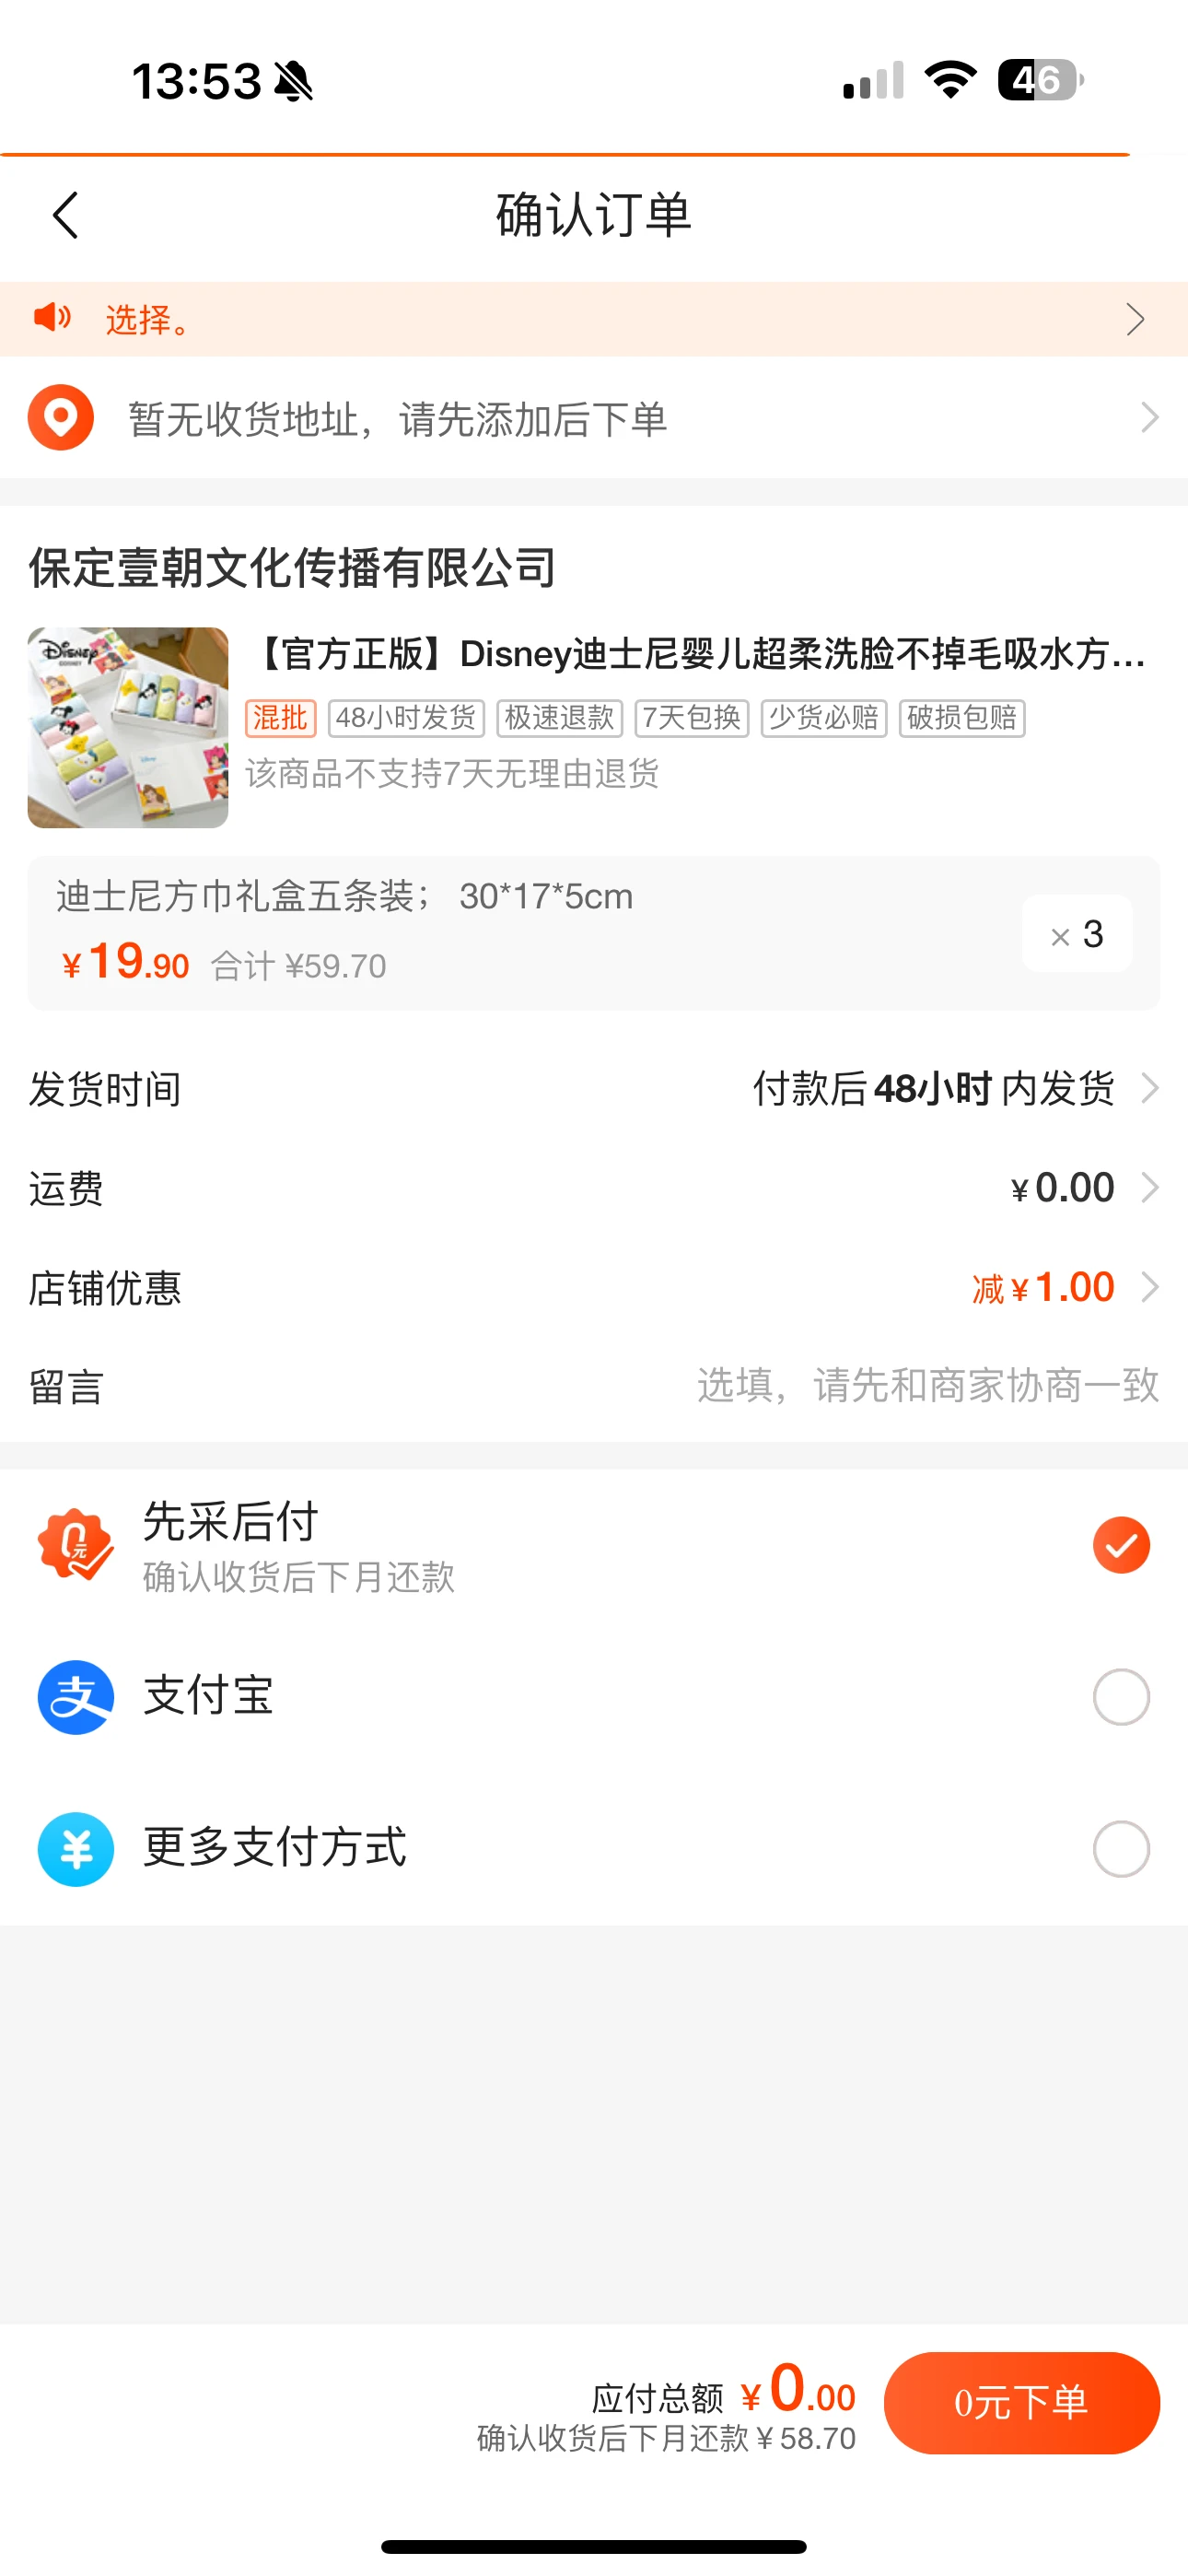 13:53
46
确认订单
选择。
暂无收货地址，请先添加后下单
保定壹朝文化传播有限公司
Disney
【官方正版】Disney迪士尼婴儿超柔洗脸不掉毛吸水方...
混批 48小时发货 极速退款 7天包换 少货必赔 破损包赔
该商品不支持7天无理由退货
迪士尼方巾礼盒五条装； 30*17*5cm
¥19.90 合计 ¥59.70
× 3
发货时间 付款后48小时内发货
运费 ¥0.00
店铺优惠 减¥1.00
留言 选填，请先和商家协商一致
0元
先采后付
确认收货后下月还款
支 支付宝
¥ 更多支付方式
应付总额 ¥0.00
确认收货后下月还款¥58.70
0元下单